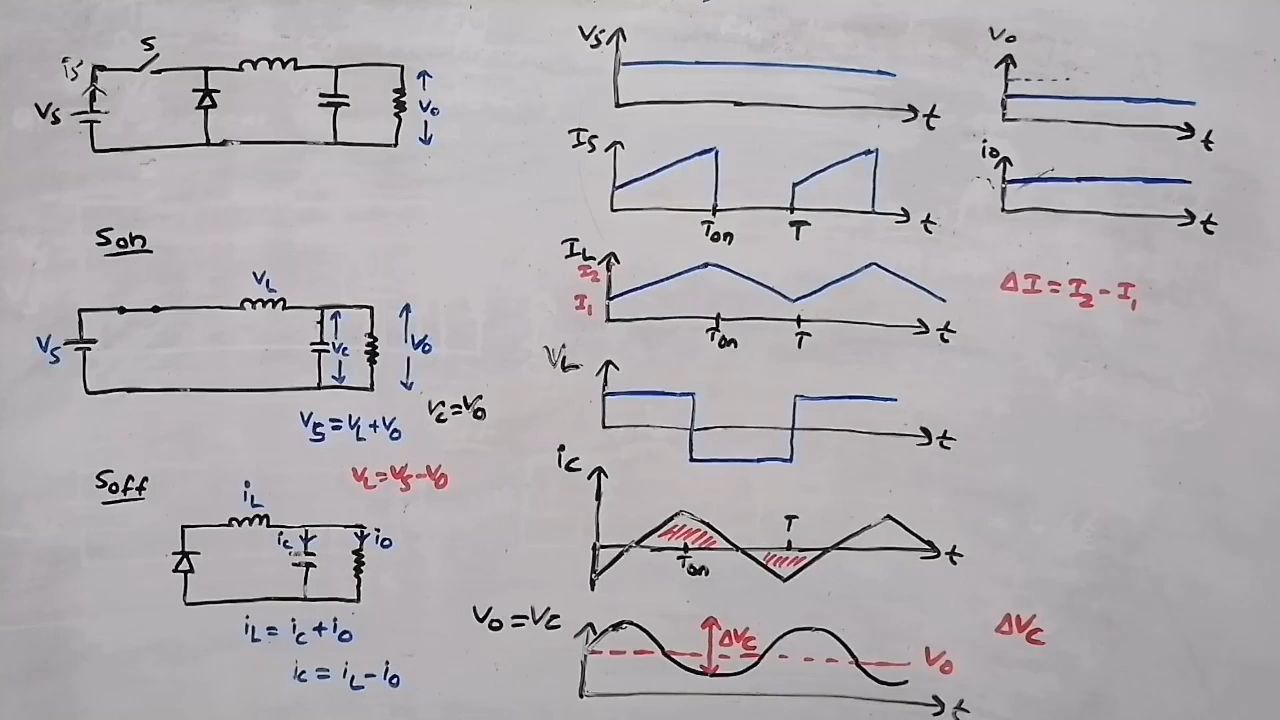 S
is
Vs
Vo
Son
VL
Vs
Vc
Vo
Vs = VL + Vo
Vc = Vo
VL = Vs - Vo
Soff
iL
ic
io
iL = ic + io
ic = iL - io
Vs
t
Is
Ton
T
t
IL
I2
I1
Ton
T
t
VL
t
ic
T
Ton
t
Vo = Vc
ΔVc
Vo
t
Vo
t
io
t
ΔI = I2 - I1
ΔVc